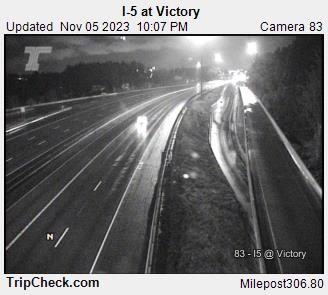 I-5 at Victory
Updated Nov 05 2023 10:07 PM Camera 83
T
N
83 - I5 @ Victory
TripCheck.com Milepost306.80